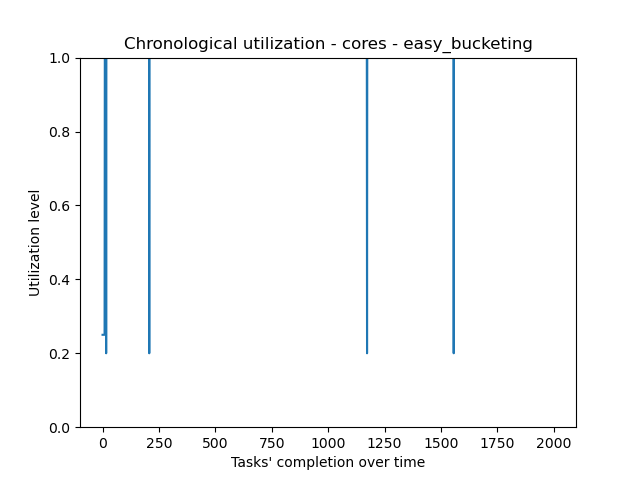 Chronological utilization - cores - easy_bucketing
1.0
0.8
0.6
0.4
0.2
0.0
Utilization level
0 250 500 750 1000 1250 1500 1750 2000
Tasks' completion over time